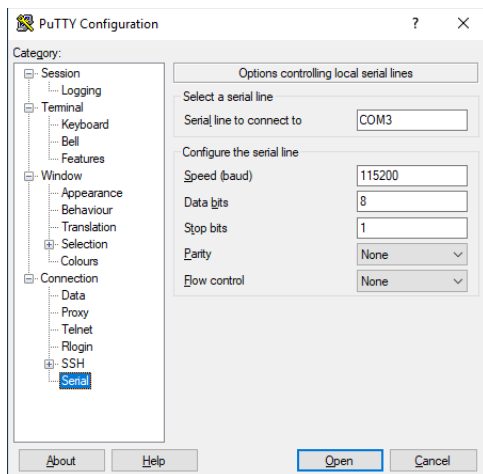 PuTTY Configuration
? ×
Category:
Session
Logging
Terminal
Keyboard
Bell
Features
Window
Appearance
Behaviour
Translation
Selection
Colours
Connection
Data
Proxy
Telnet
Rlogin
SSH
Serial
Options controlling local serial lines
Select a serial line
Serial line to connect to COM3
Configure the serial line
Speed (baud) 115200
Data bits 8
Stop bits 1
Parity None
Flow control None
About Help Open Cancel